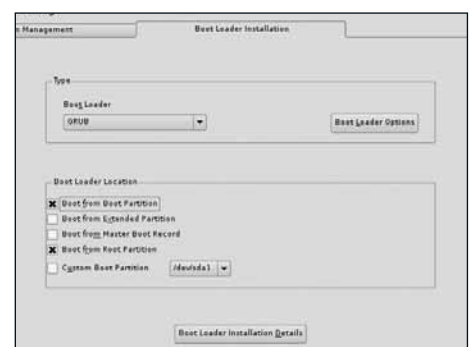 Management
Boot Loader Installation
Type
Boot Loader
GRUB
Boot Loader Options
Boot Loader Location
Boot from Boot Partition
Boot from Extended Partition
Boot from Master Boot Record
Boot from Root Partition
Custom Boot Partition /dev/sda1
Boot Loader Installation Details